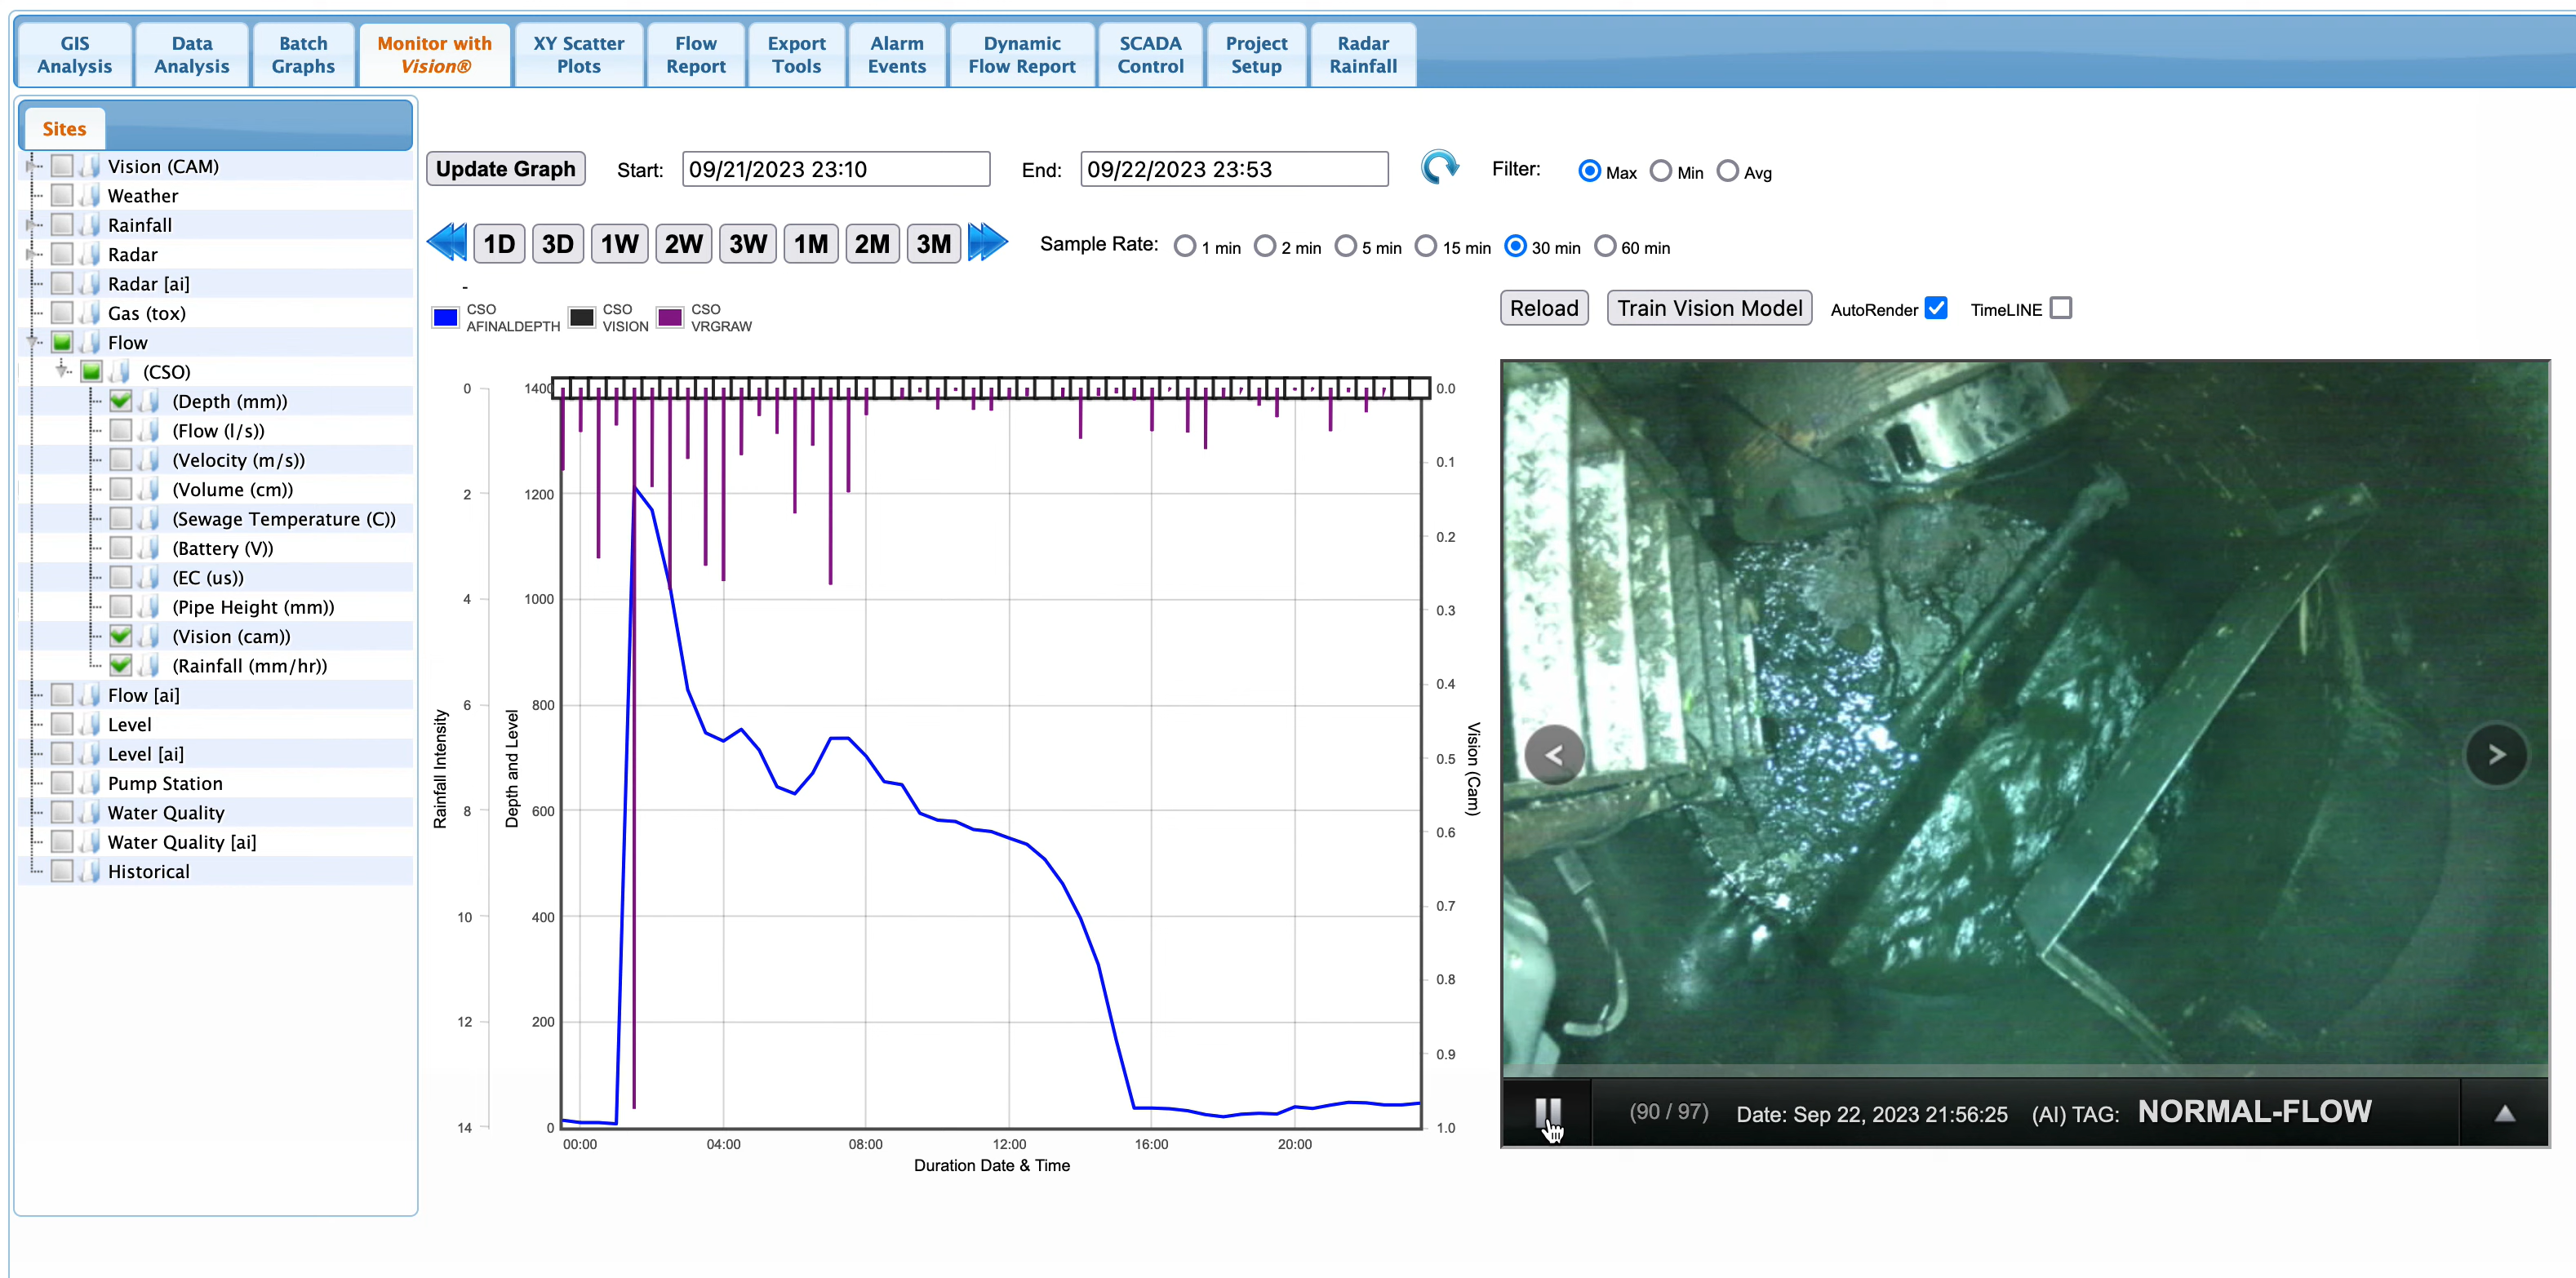 GIS
Analysis
Data
Analysis
Batch
Graphs
Monitor with
Vision®
XY Scatter
Plots
Flow
Report
Export
Tools
Alarm
Events
Dynamic
Flow Report
SCADA
Control
Project
Setup
Radar
Rainfall
Sites
Vision (CAM)
Weather
Rainfall
Radar
Radar [ai]
Gas (tox)
Flow
(CSO)
(Depth (mm))
(Flow (l/s))
(Velocity (m/s))
(Volume (cm))
(Sewage Temperature (C))
(Battery (V))
(EC (us))
(Pipe Height (mm))
(Vision (cam))
(Rainfall (mm/hr))
Flow [ai]
Level
Level [ai]
Pump Station
Water Quality
Water Quality [ai]
Historical
Update Graph Start: 09/21/2023 23:10 End: 09/22/2023 23:53 Filter: Max Min Avg
1D 3D 1W 2W 3W 1M 2M 3M Sample Rate: 1 min 2 min 5 min 15 min 30 min 60 min
-
CSO
AFINALDEPTH
CSO
VISION
CSO
VRGRAW
Reload Train Vision Model AutoRender TimeLINE
Rainfall Intensity
0
2
4
6
8
10
12
14
Depth and Level
1400
1200
1000
800
600
400
200
0
0.0
0.1
0.2
0.3
0.4
0.5
0.6
0.7
0.8
0.9
1.0
Vision (Cam)
00:00 04:00 08:00 12:00 16:00 20:00
Duration Date & Time
< >
(90 / 97) Date: Sep 22, 2023 21:56:25 (AI) TAG: NORMAL-FLOW